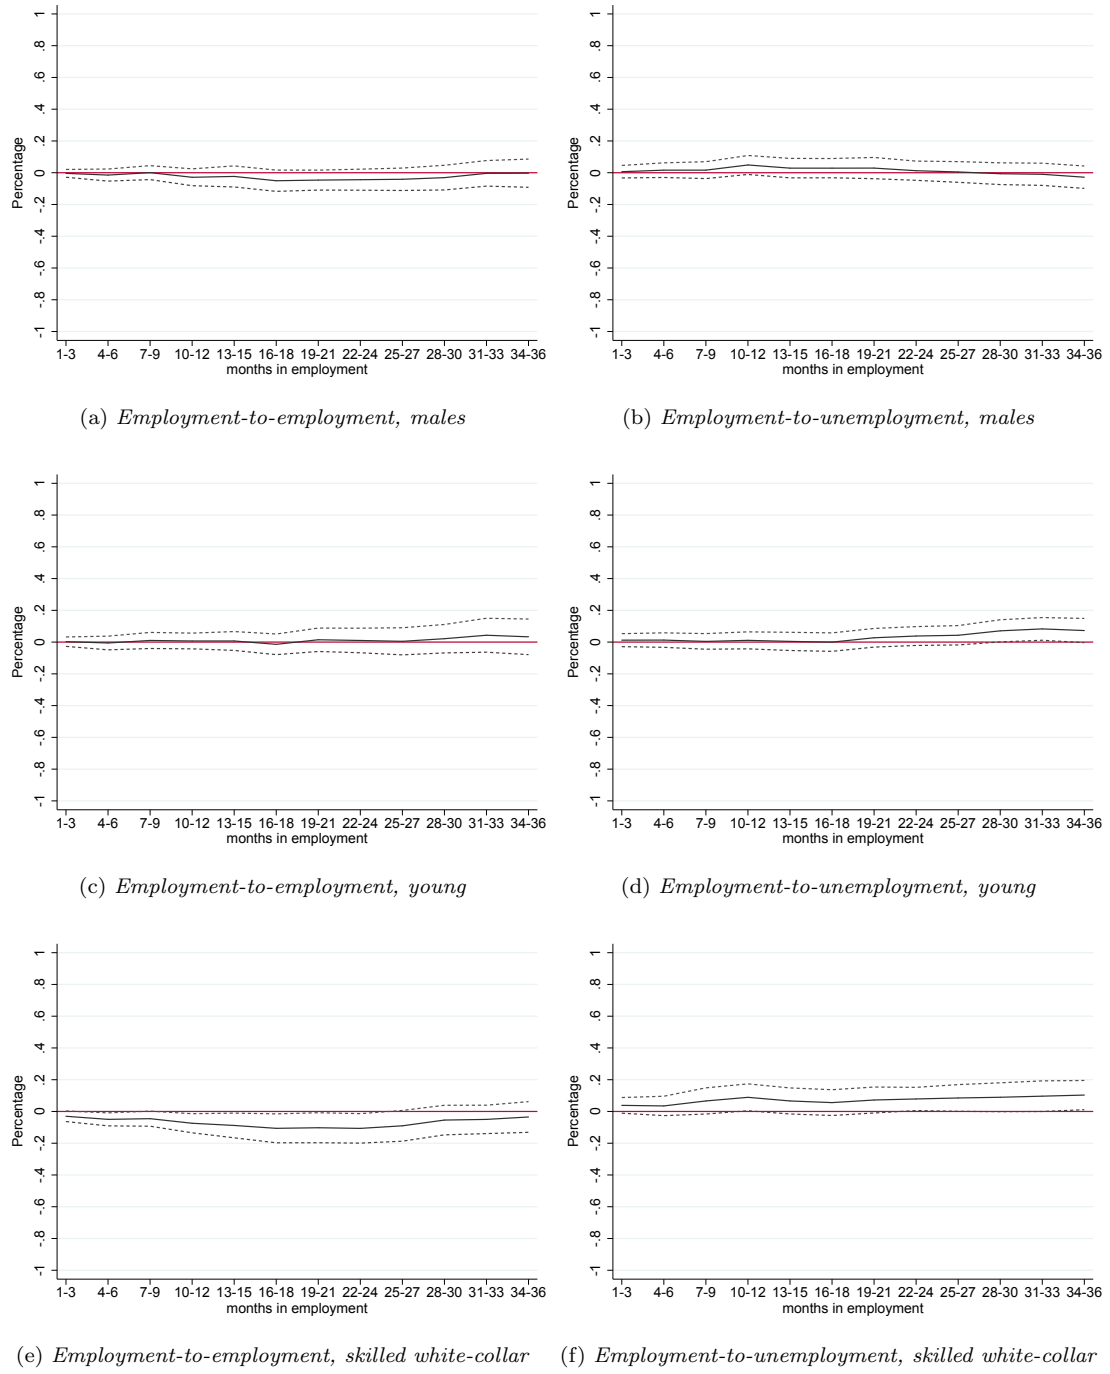 Percentage
1
.8
.6
.4
.2
0
-.2
-.4
-.6
-.8
-1
1-3 4-6 7-9 10-12 13-15 16-18 19-21 22-24 25-27 28-30 31-33 34-36
months in employment
(a) Employment-to-employment, males
Percentage
1
.8
.6
.4
.2
0
-.2
-.4
-.6
-.8
-1
1-3 4-6 7-9 10-12 13-15 16-18 19-21 22-24 25-27 28-30 31-33 34-36
months in employment
(b) Employment-to-unemployment, males
Percentage
1
.8
.6
.4
.2
0
-.2
-.4
-.6
-.8
-1
1-3 4-6 7-9 10-12 13-15 16-18 19-21 22-24 25-27 28-30 31-33 34-36
months in employment
(c) Employment-to-employment, young
Percentage
1
.8
.6
.4
.2
0
-.2
-.4
-.6
-.8
-1
1-3 4-6 7-9 10-12 13-15 16-18 19-21 22-24 25-27 28-30 31-33 34-36
months in employment
(d) Employment-to-unemployment, young
Percentage
1
.8
.6
.4
.2
0
-.2
-.4
-.6
-.8
-1
1-3 4-6 7-9 10-12 13-15 16-18 19-21 22-24 25-27 28-30 31-33 34-36
months in employment
(e) Employment-to-employment, skilled white-collar
Percentage
1
.8
.6
.4
.2
0
-.2
-.4
-.6
-.8
-1
1-3 4-6 7-9 10-12 13-15 16-18 19-21 22-24 25-27 28-30 31-33 34-36
months in employment
(f) Employment-to-unemployment, skilled white-collar